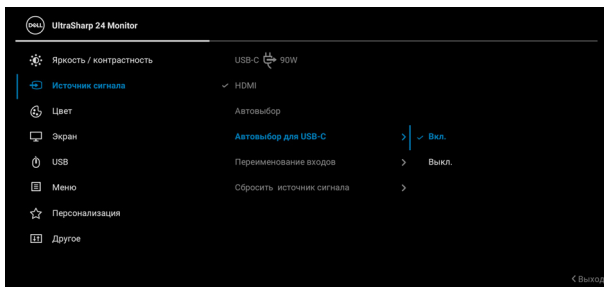 DELL UltraSharp 24 Monitor
Яркость / контрастность
Источник сигнала
Цвет
Экран
USB
Меню
Персонализация
Другое
USB-C 90W
HDMI
Автовыбор
Автовыбор для USB-C
Переименование входов
Сбросить источник сигнала
Вкл.
Выкл.
Выход